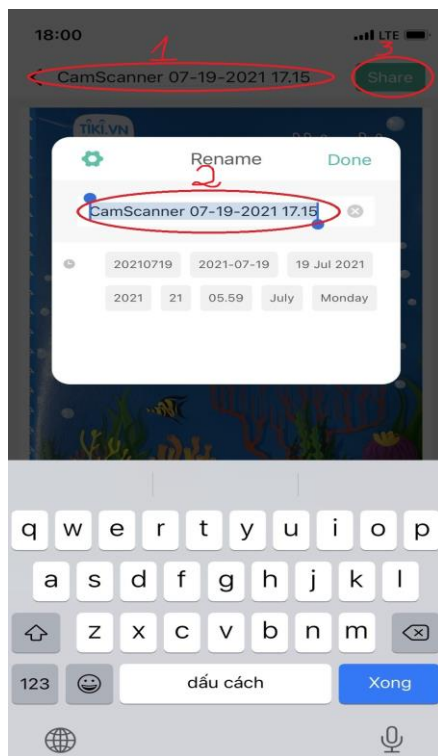 18:00 LTE
1 3
CamScanner 07-19-2021 17.15 Share
TIKI.VN
Rename Done
2
CamScanner 07-19-2021 17.15
20210719 2021-07-19 19 Jul 2021
2021 21 05.59 July Monday
q w e r t y u i o p
a s d f g h j k l
z x c v b n m
123 dấu cách Xong